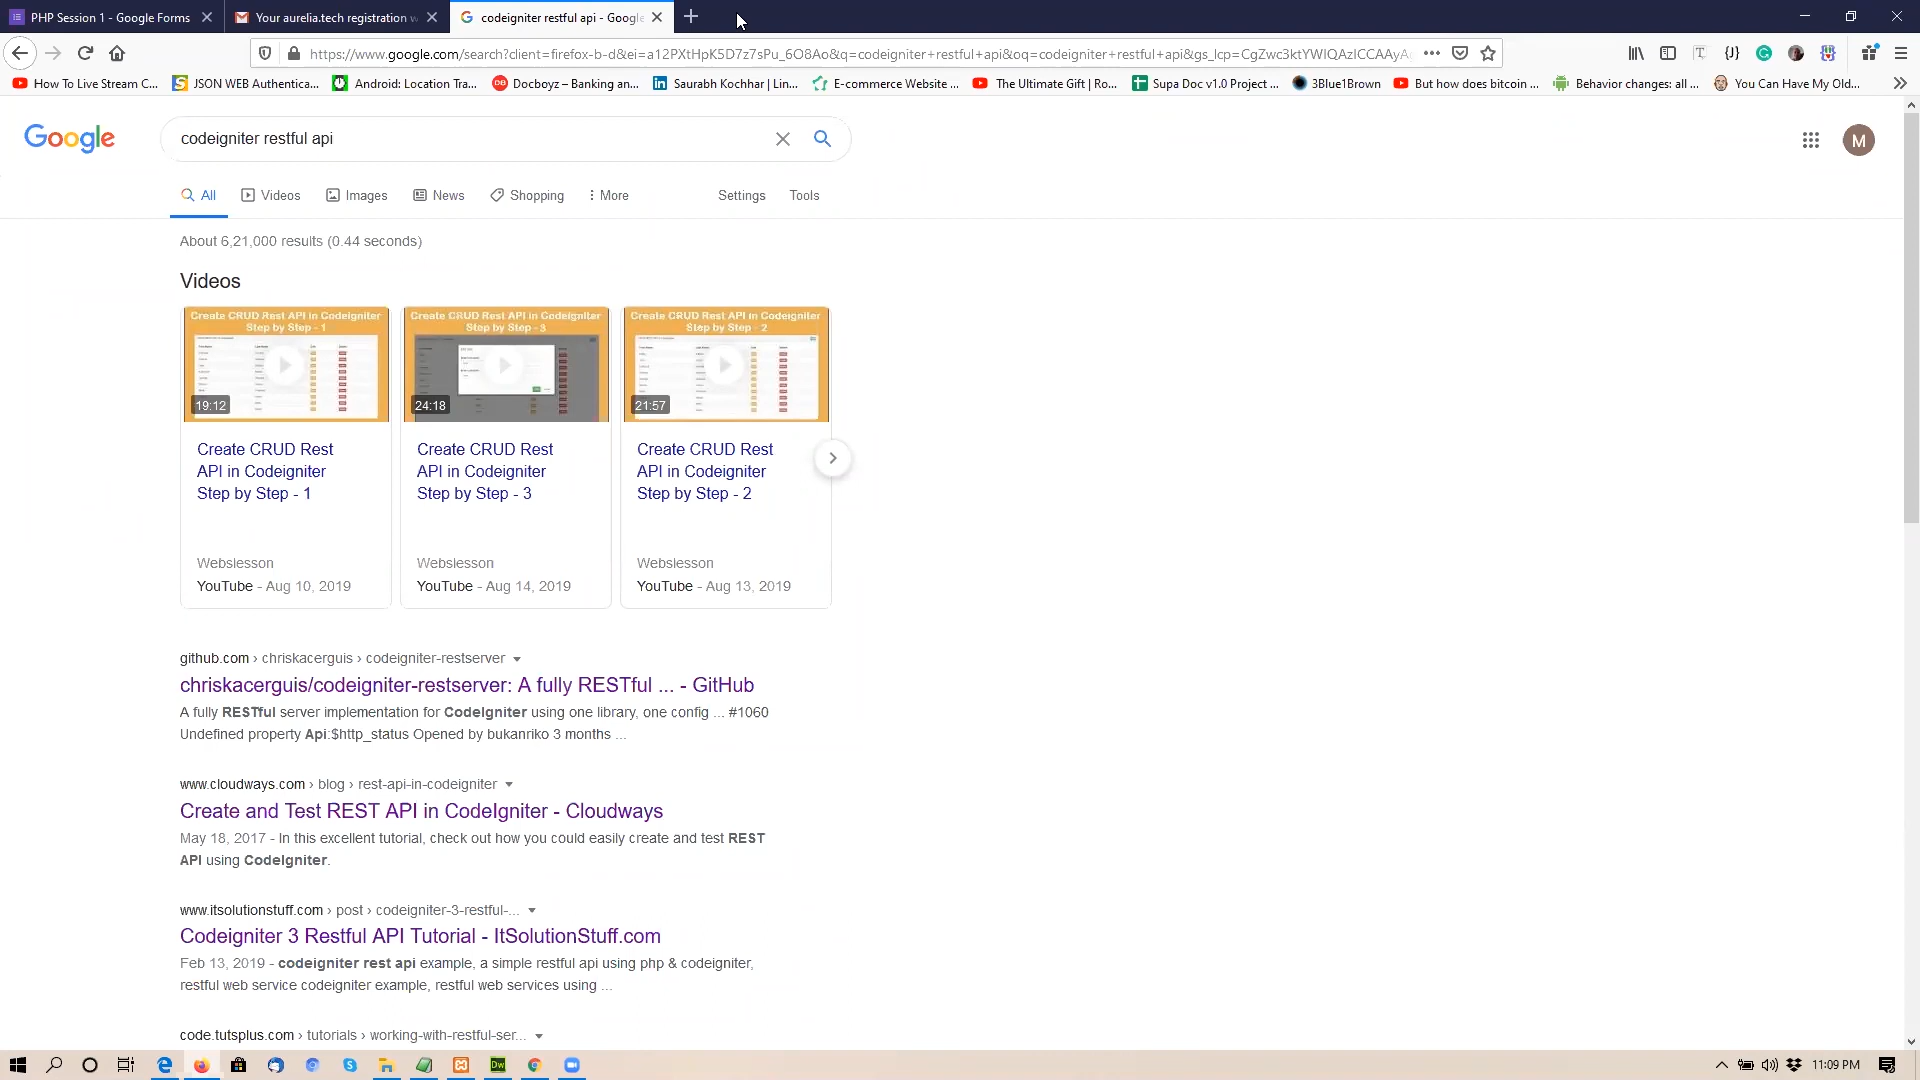 PHP Session 1 - Google Forms
Your aurelia.tech registration w
codeigniter restful api - Google
https://www.google.com/search?client=firefox-b-d&ei=a12PXtHpK5D7z7sPu_6O8Ao&q=codeigniter+restful+api&oq=codeigniter+restful+api&gs_lcp=CgZwc3ktYWIQAzICCAAyA
How To Live Stream C...
JSON WEB Authentica...
Android: Location Tra...
Docboyz – Banking an...
Saurabh Kochhar | Lin...
E-commerce Website ...
The Ultimate Gift | Ro...
Supa Doc v1.0 Project ...
3Blue1Brown
But how does bitcoin ...
Behavior changes: all ...
You Can Have My Old...
Google
codeigniter restful api
M
All
Videos
Images
News
Shopping
More
Settings
Tools
About 6,21,000 results (0.44 seconds)
Videos
Create CRUD Rest API in Codeigniter
Step by Step - 1
19:12
Create CRUD Rest
API in Codeigniter
Step by Step - 1
Webslesson
YouTube - Aug 10, 2019
Create CRUD Rest API in Codeigniter
Step by Step - 3
24:18
Create CRUD Rest
API in Codeigniter
Step by Step - 3
Webslesson
YouTube - Aug 14, 2019
Create CRUD Rest API in Codeigniter
Step by Step - 2
21:57
Create CRUD Rest
API in Codeigniter
Step by Step - 2
Webslesson
YouTube - Aug 13, 2019
github.com › chriskacerguis › codeigniter-restserver
chriskacerguis/codeigniter-restserver: A fully RESTful ... - GitHub
A fully RESTful server implementation for CodeIgniter using one library, one config ... #1060
Undefined property Api:$http_status Opened by bukanriko 3 months ...
www.cloudways.com › blog › rest-api-in-codeigniter
Create and Test REST API in CodeIgniter - Cloudways
May 18, 2017 - In this excellent tutorial, check out how you could easily create and test REST
API using CodeIgniter.
www.itsolutionstuff.com › post › codeigniter-3-restful-...
Codeigniter 3 Restful API Tutorial - ItSolutionStuff.com
Feb 13, 2019 - codeigniter rest api example, a simple restful api using php & codeigniter,
restful web service codeigniter example, restful web services using ...
code.tutsplus.com › tutorials › working-with-restful-ser...
Dw
11:09 PM